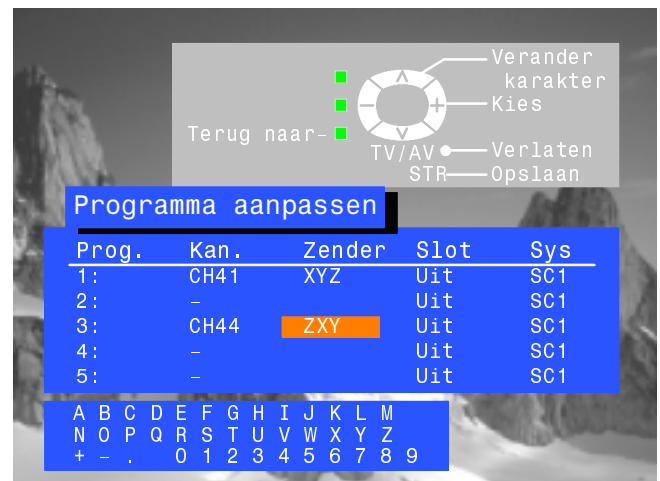 Verander
karakter
Kies
Terug naar
TV/AV
Verlaten
STR
Opslaan
Programma aanpassen
Prog. Kan. Zender Slot Sys
1: CH41 XYZ Uit SC1
2: – Uit SC1
3: CH44 ZXY Uit SC1
4: – Uit SC1
5: – Uit SC1
A B C D E F G H I J K L M
N O P Q R S T U V W X Y Z
+ – . 0 1 2 3 4 5 6 7 8 9